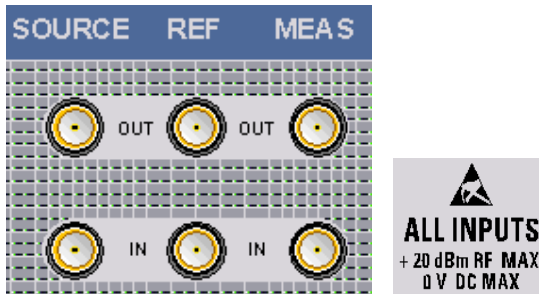 SOURCE REF MEAS
OUT OUT
IN IN
ALL INPUTS
+ 20 dBm RF MAX
0 V DC MAX